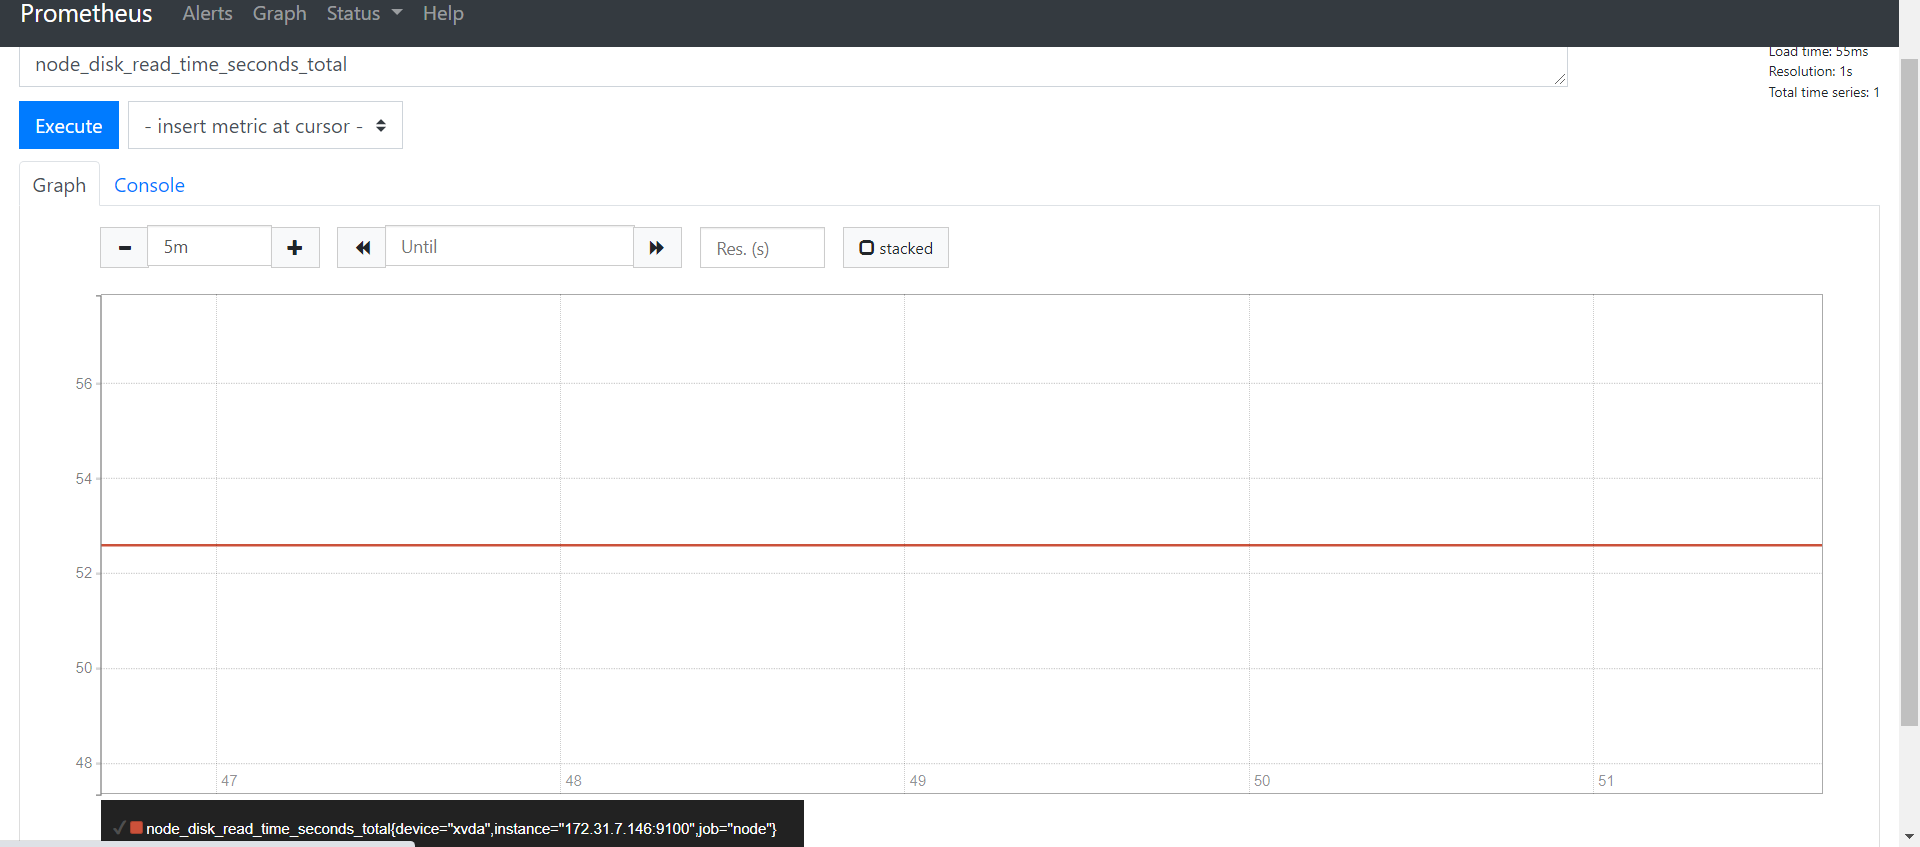 Prometheus Alerts Graph Status Help
node_disk_read_time_seconds_total
Load time: 55ms
Resolution: 1s
Total time series: 1
Execute - insert metric at cursor -
Graph Console
5m Until Res. (s) stacked
56
54
52
50
48
47 48 49 50 51
node_disk_read_time_seconds_total{device="xvda",instance="172.31.7.146:9100",job="node"}